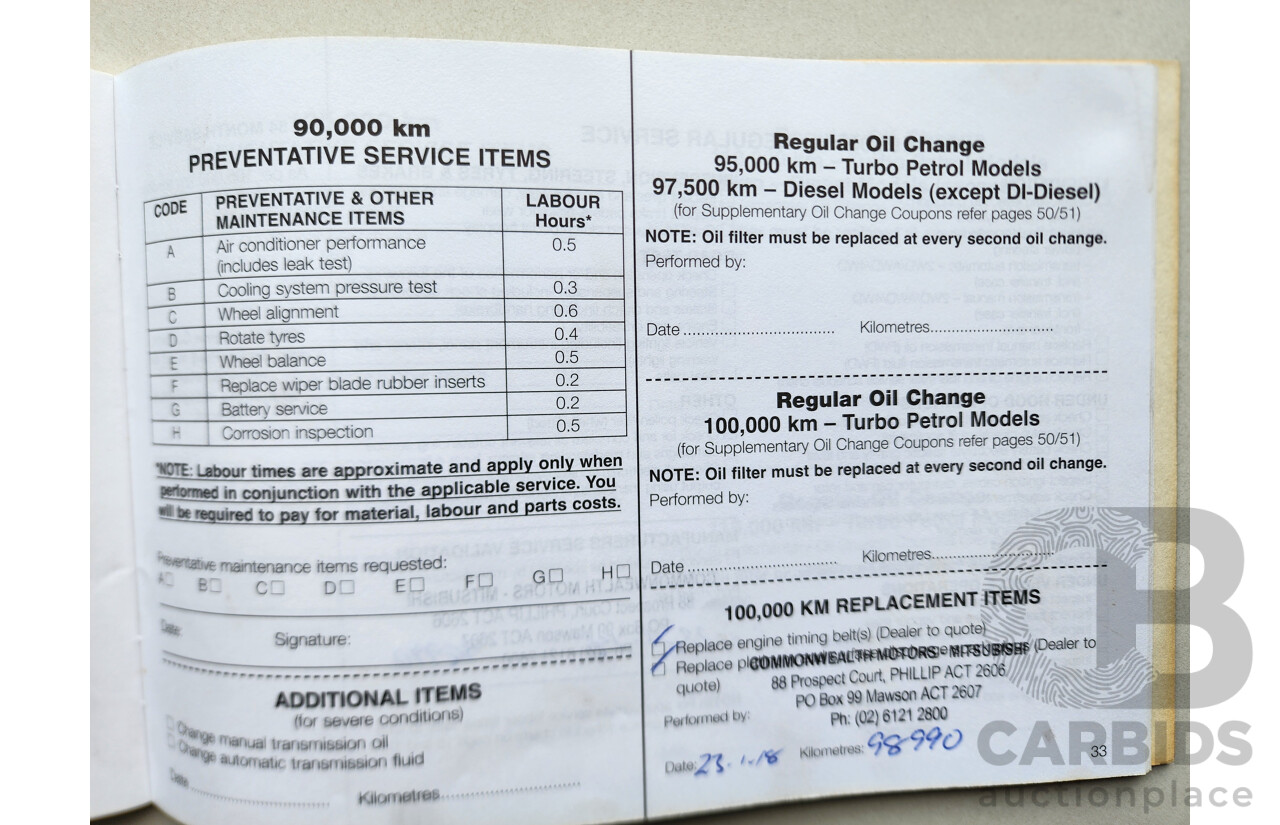 90,000 km
PREVENTATIVE SERVICE ITEMS
CODE PREVENTATIVE & OTHER MAINTENANCE ITEMS LABOUR Hours*
A Air conditioner performance (includes leak test) 0.5
B Cooling system pressure test 0.3
C Wheel alignment 0.6
D Rotate tyres 0.4
E Wheel balance 0.5
F Replace wiper blade rubber inserts 0.2
G Battery service 0.2
H Corrosion inspection 0.5
*NOTE: Labour times are approximate and apply only when
performed in conjunction with the applicable service. You
will be required to pay for material, labour and parts costs.
Preventative maintenance items requested:
A B C D E F G H
Date: Signature:
ADDITIONAL ITEMS
(for severe conditions)
Change manual transmission oil
Change automatic transmission fluid
Date Kilometres
Regular Oil Change
95,000 km – Turbo Petrol Models
97,500 km – Diesel Models (except DI-Diesel)
(for Supplementary Oil Change Coupons refer pages 50/51)
NOTE: Oil filter must be replaced at every second oil change.
Performed by:
Date Kilometres
Regular Oil Change
100,000 km – Turbo Petrol Models
(for Supplementary Oil Change Coupons refer pages 50/51)
NOTE: Oil filter must be replaced at every second oil change.
Performed by:
Date Kilometres
100,000 KM REPLACEMENT ITEMS
Replace engine timing belt(s) (Dealer to quote)
Replace (Dealer to
quote)
COMMONWEALTH MOTORS - MITSUBISHI
88 Prospect Court, PHILLIP ACT 2606
PO Box 99 Mawson ACT 2607
Performed by:
Ph: (02) 6121 2800
Date: 23.1.18 Kilometres: 98990
33
CARBIDS
auctionplace